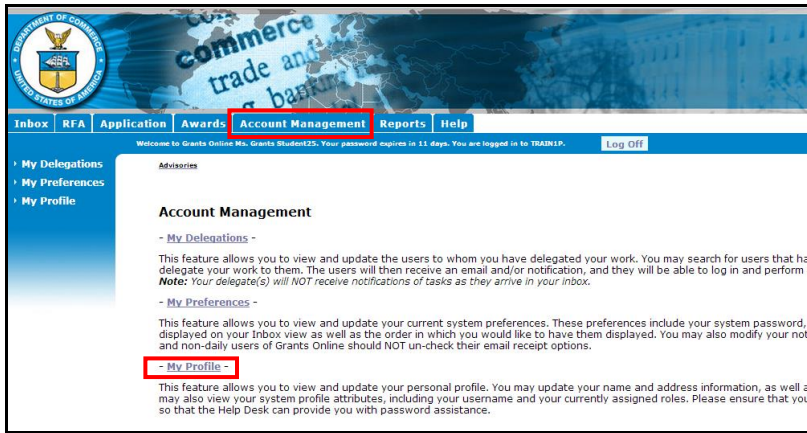 DEPARTMENT OF COMMERCE
UNITED STATES OF AMERICA
commerce
trade and
banking
Inbox RFA Application Awards Account Management Reports Help
Welcome to Grants Online Ms. Grants Student25. Your password expires in 11 days. You are logged in to TRAIN1P. Log Off
My Delegations
My Preferences
My Profile
Advisories
Account Management
- My Delegations -
This feature allows you to view and update the users to whom you have delegated your work. You may search for users that ha
delegate your work to them. The users will then receive an email and/or notification, and they will be able to log in and perform
Note: Your delegate(s) will NOT receive notifications of tasks as they arrive in your inbox.
- My Preferences -
This feature allows you to view and update your current system preferences. These preferences include your system password,
displayed on your Inbox view as well as the order in which you would like to have them displayed. You may also modify your not
and non-daily users of Grants Online should NOT un-check their email receipt options.
- My Profile -
This feature allows you to view and update your personal profile. You may update your name and address information, as well a
may also view your system profile attributes, including your username and your currently assigned roles. Please ensure that you
so that the Help Desk can provide you with password assistance.